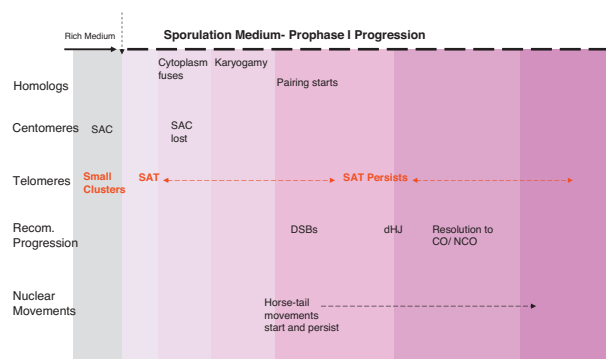 Rich Medium
Sporulation Medium- Prophase I Progression
Cytoplasm
fuses
Karyogamy
Homologs
Pairing starts
Centomeres
SAC
SAC
lost
Telomeres
Small
Clusters
SAT
SAT Persists
Recom.
Progression
DSBs
dHJ
Resolution to
CO/ NCO
Nuclear
Movements
Horse-tail
movements
start and persist